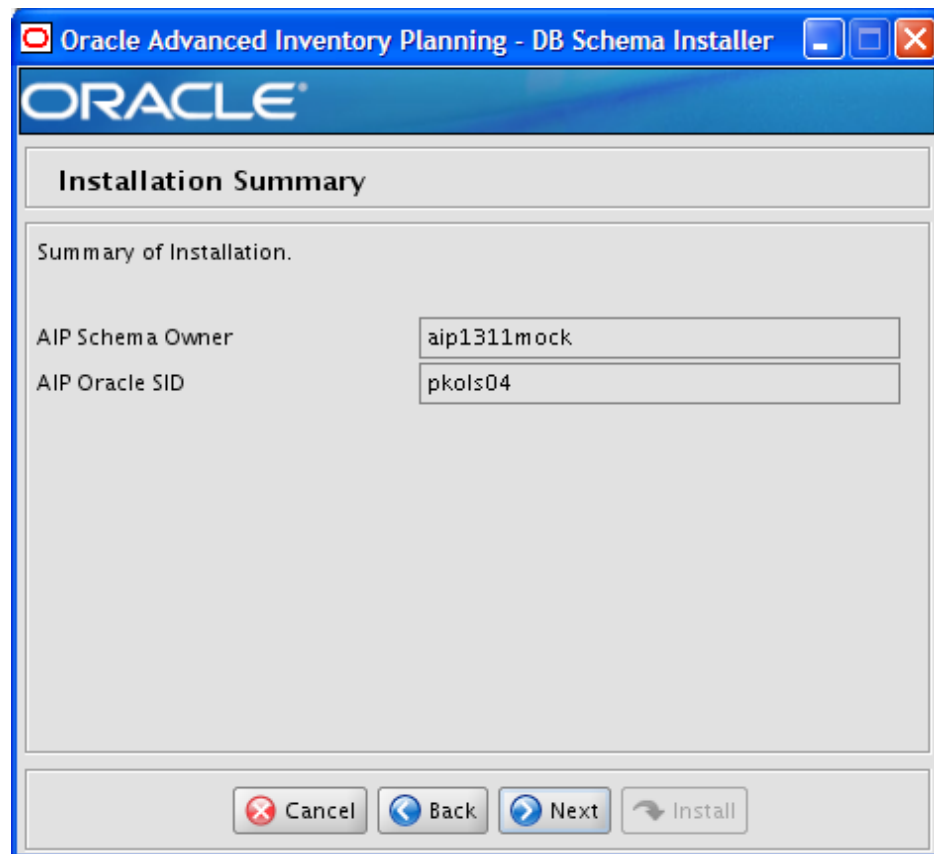 Oracle Advanced Inventory Planning - DB Schema Installer
ORACLE®
Installation Summary
Summary of Installation.
AIP Schema Owner aip1311mock
AIP Oracle SID pkols04
Cancel Back Next Install